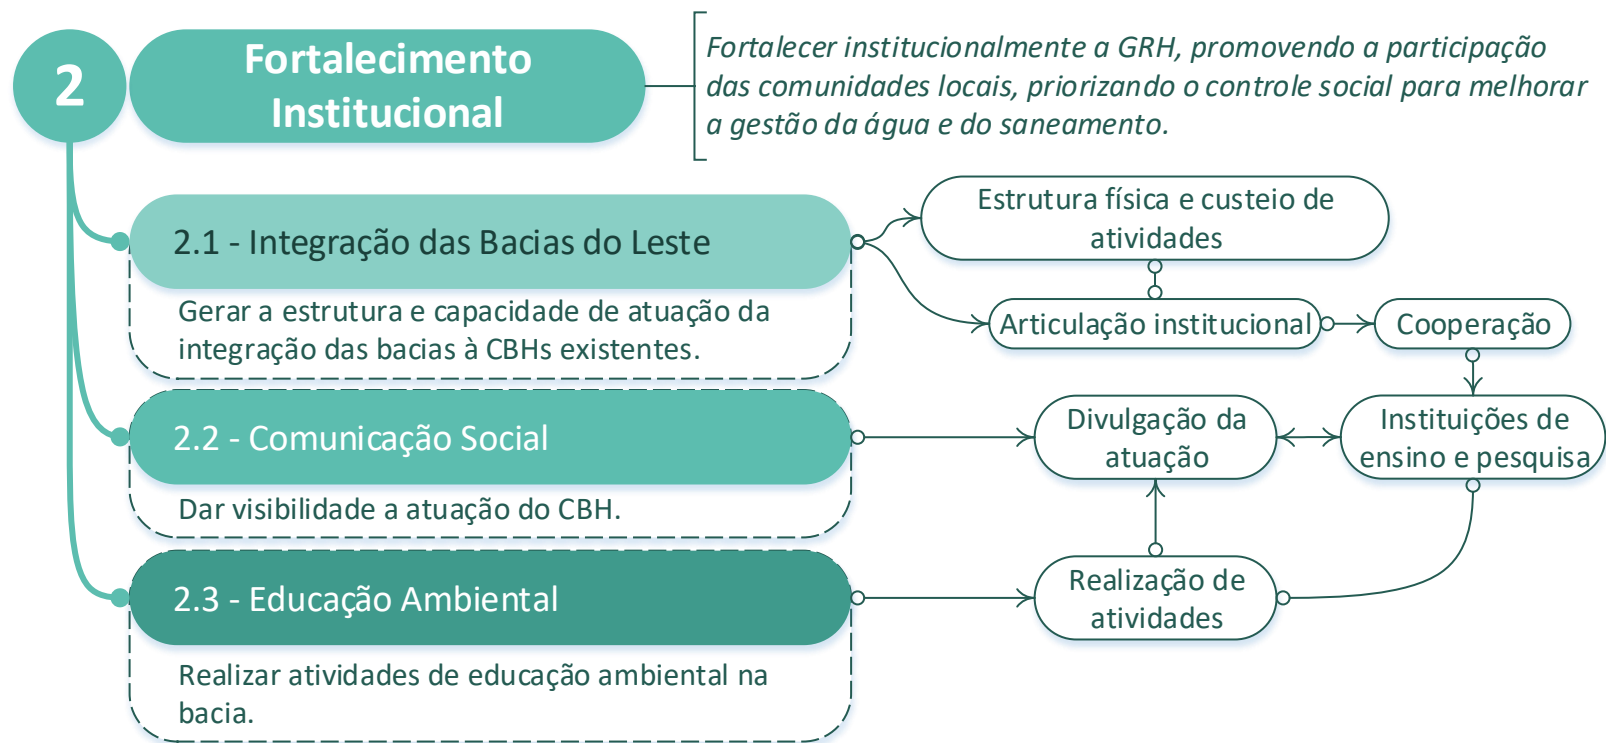 2
Fortalecimento
Institucional
Fortalecer institucionalmente a GRH, promovendo a participação
das comunidades locais, priorizando o controle social para melhorar
a gestão da água e do saneamento.
2.1 - Integração das Bacias do Leste
Gerar a estrutura e capacidade de atuação da
integração das bacias à CBHs existentes.
Estrutura física e custeio de
atividades
Articulação institucional
Cooperação
2.2 - Comunicação Social
Dar visibilidade a atuação do CBH.
Divulgação da
atuação
Instituições de
ensino e pesquisa
2.3 - Educação Ambiental
Realizar atividades de educação ambiental na
bacia.
Realização de
atividades